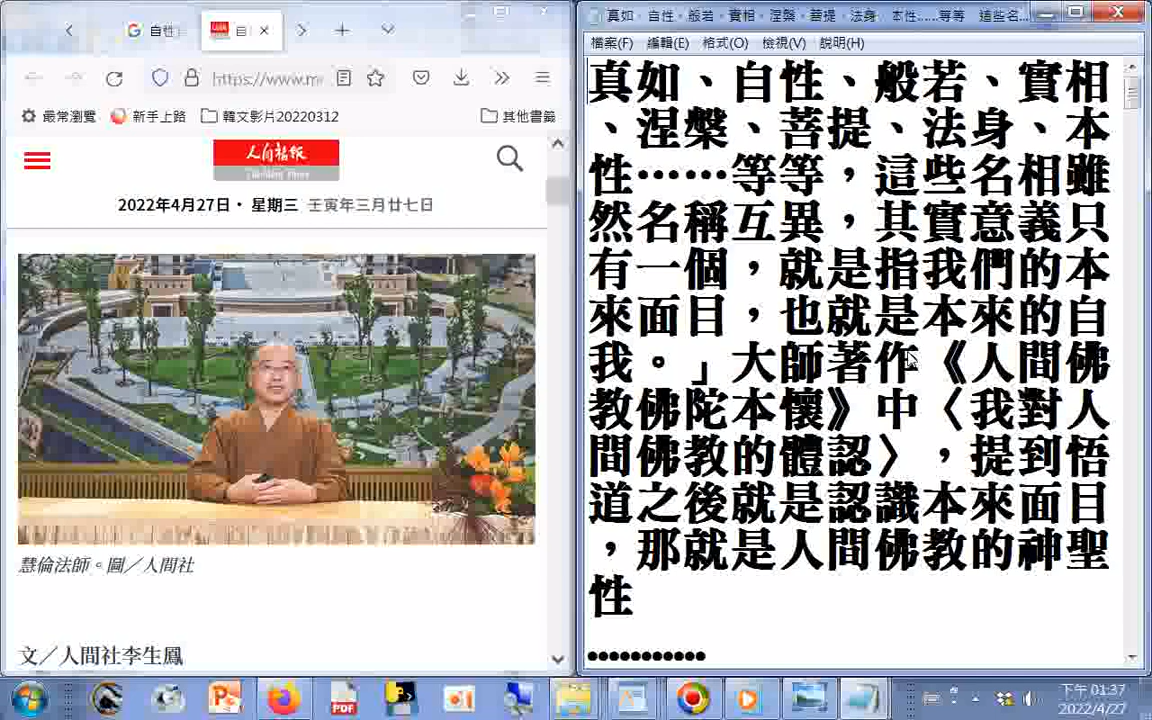 自性
自
https://www.m
最常瀏覽
新手上路
韓文影片20220312
其他書籤
人間福報
2022年4月27日 • 星期三 壬寅年三月廿七日
慧倫法師。圖／人間社
文／人間社李生鳳
真如、自性、般若、實相、涅槃、菩提、法身、本性……等等 這些名...
檔案(F) 編輯(E) 格式(O) 檢視(V) 說明(H)
真如、自性、般若、實相
、涅槃、菩提、法身、本
性……等等，這些名相雖
然名稱互異，其實意義只
有一個，就是指我們的本
來面目，也就是本來的自
我。」大師著作《人間佛
教佛陀本懷》中〈我對人
間佛教的體認〉，提到悟
道之後就是認識本來面目
，那就是人間佛教的神聖
性
●●●●●●●●●●●
PDF
下午 01:37
2022/4/27